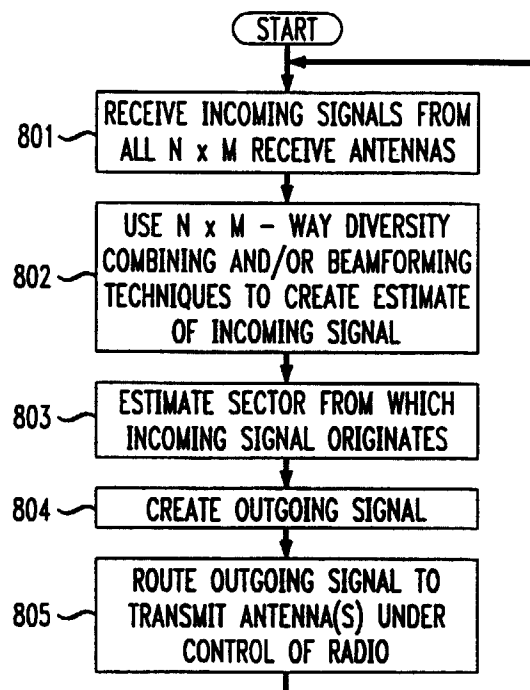 START
801
RECEIVE INCOMING SIGNALS FROM
ALL N x M RECEIVE ANTENNAS
802
USE N x M - WAY DIVERSITY
COMBINING AND/OR BEAMFORMING
TECHNIQUES TO CREATE ESTIMATE
OF INCOMING SIGNAL
803
ESTIMATE SECTOR FROM WHICH
INCOMING SIGNAL ORIGINATES
804
CREATE OUTGOING SIGNAL
805
ROUTE OUTGOING SIGNAL TO
TRANSMIT ANTENNA(S) UNDER
CONTROL OF RADIO